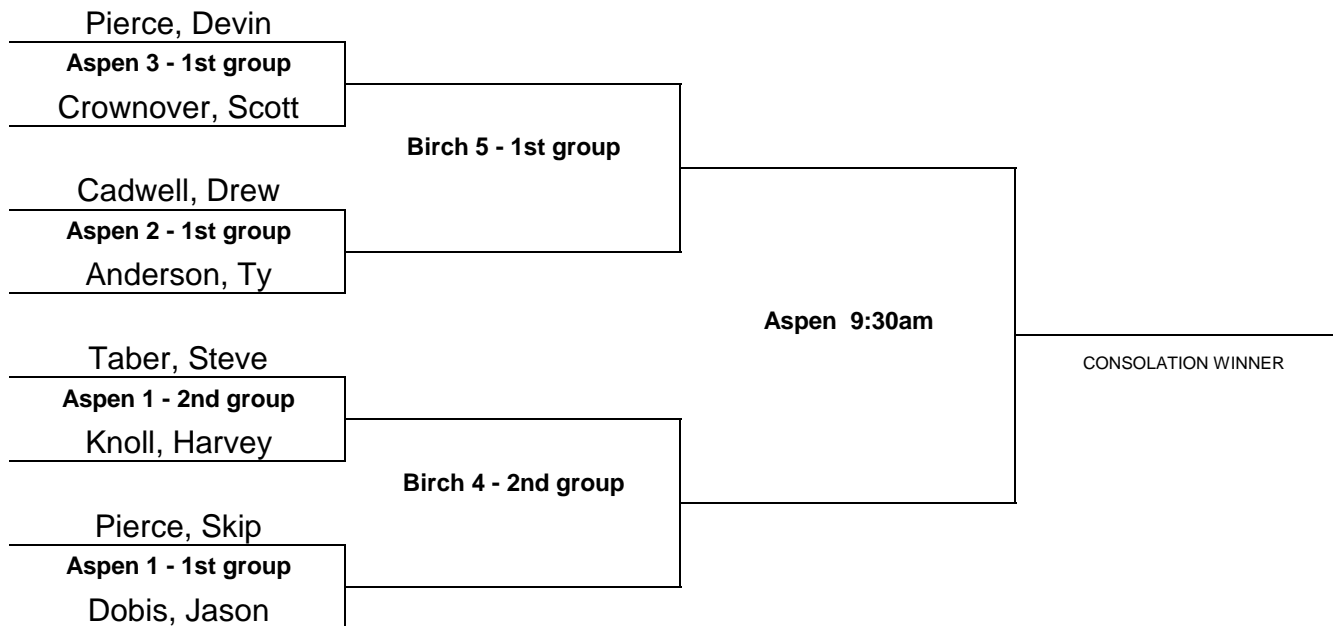 Pierce, Devin
Aspen 3 - 1st group
Crownover, Scott
Birch 5 - 1st group
Cadwell, Drew
Aspen 2 - 1st group
Anderson, Ty
Aspen  9:30am
Taber, Steve
CONSOLATION WINNER
Aspen 1 - 2nd group
Knoll, Harvey
Birch 4 - 2nd group
Pierce, Skip
Aspen 1 - 1st group
Dobis, Jason